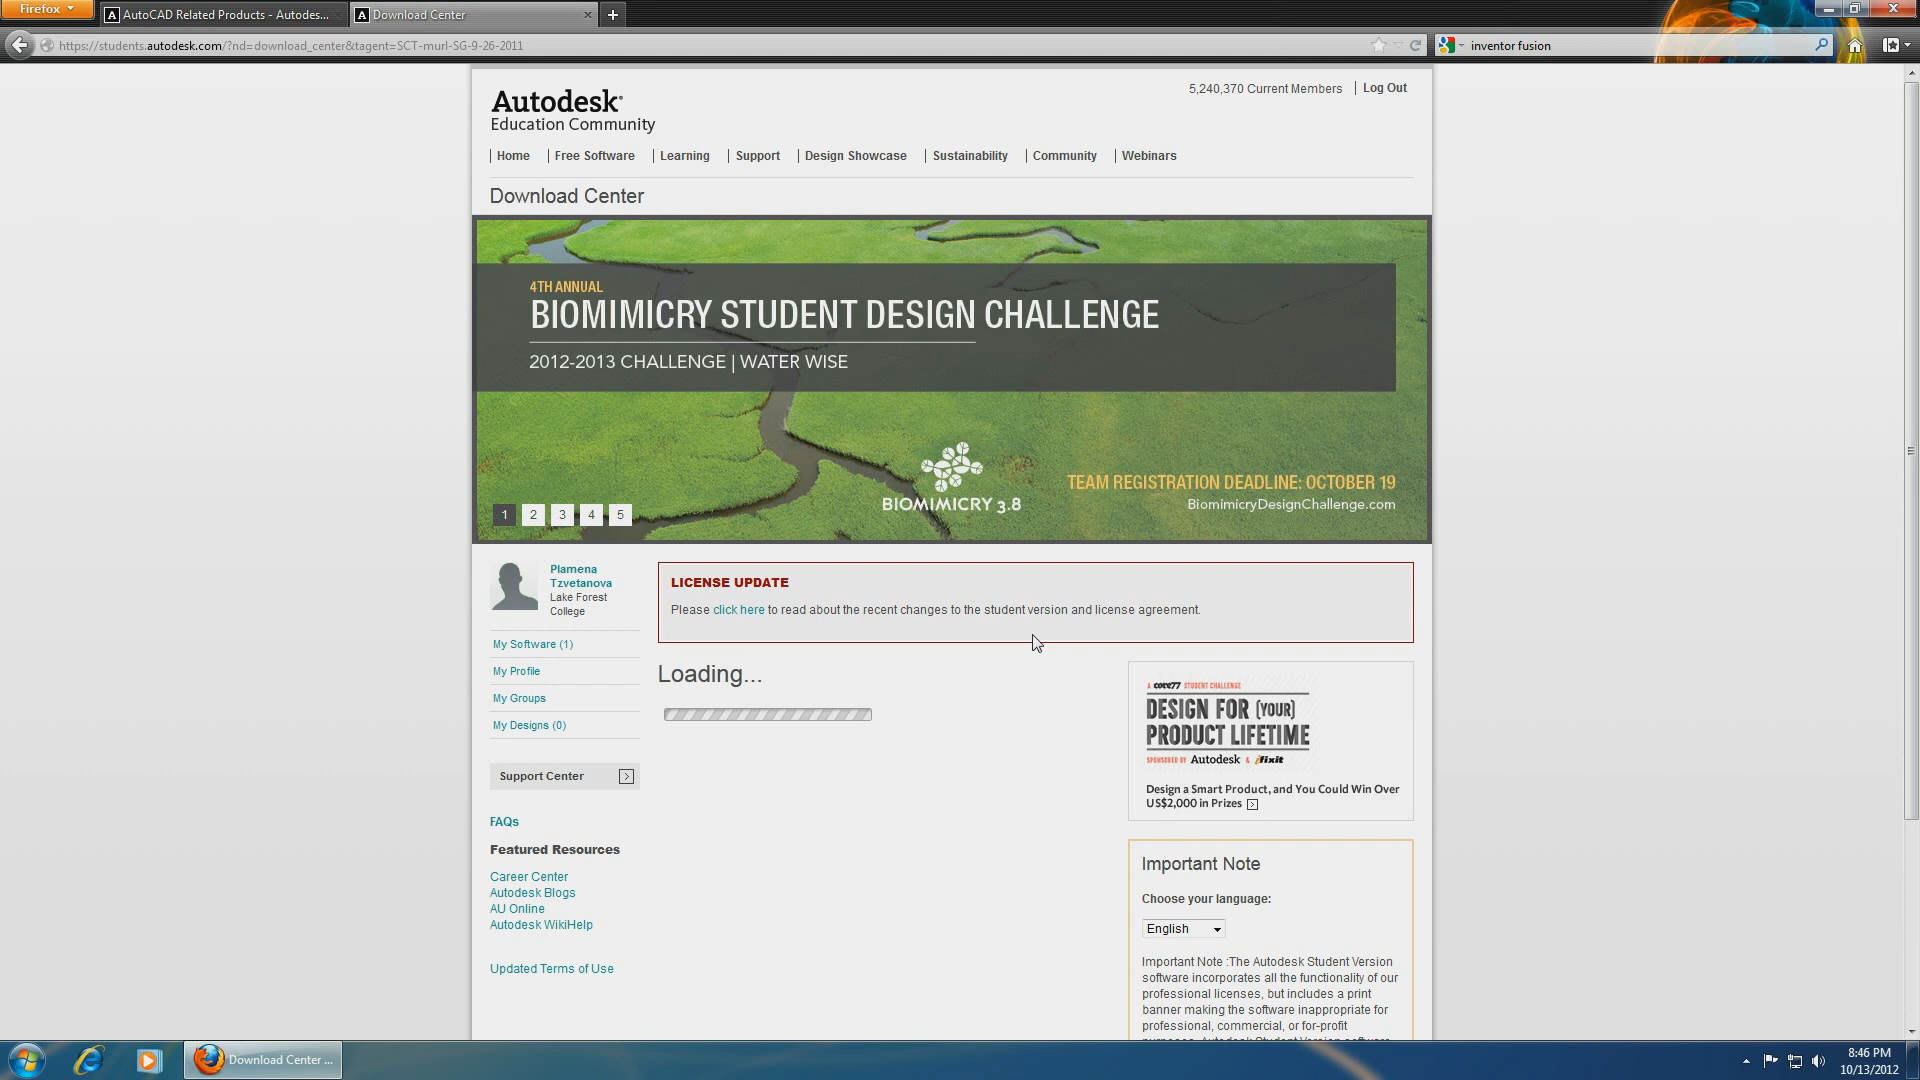 Firefox
AutoCAD Related Products - Autodes...
Download Center
https://students.autodesk.com/?nd=download_center&tagent=SCT-murl-SG-9-26-2011
inventor fusion
5,240,370 Current Members
Log Out
Autodesk
Education Community
Home
Free Software
Learning
Support
Design Showcase
Sustainability
Community
Webinars
Download Center
4TH ANNUAL
BIOMIMICRY STUDENT DESIGN CHALLENGE
2012-2013 CHALLENGE | WATER WISE
BIOMIMICRY 3.8
TEAM REGISTRATION DEADLINE: OCTOBER 19
BiomimicryDesignChallenge.com
1 2 3 4 5
Plamena
Tzvetanova
Lake Forest
College
My Software (1)
My Profile
My Groups
My Designs (0)
Support Center
FAQs
Featured Resources
Career Center
Autodesk Blogs
AU Online
Autodesk WikiHelp
Updated Terms of Use
LICENSE UPDATE
Please click here to read about the recent changes to the student version and license agreement.
Loading...
A core77 STUDENT CHALLENGE
DESIGN FOR (YOUR)
PRODUCT LIFETIME
SPONSORED BY Autodesk & iFixit
Design a Smart Product, and You Could Win Over
US$2,000 in Prizes
Important Note
Choose your language:
English
Important Note :The Autodesk Student Version
software incorporates all the functionality of our
professional licenses, but includes a print
banner making the software inappropriate for
professional, commercial, or for-profit
Download Center ...
8:46 PM
10/13/2012